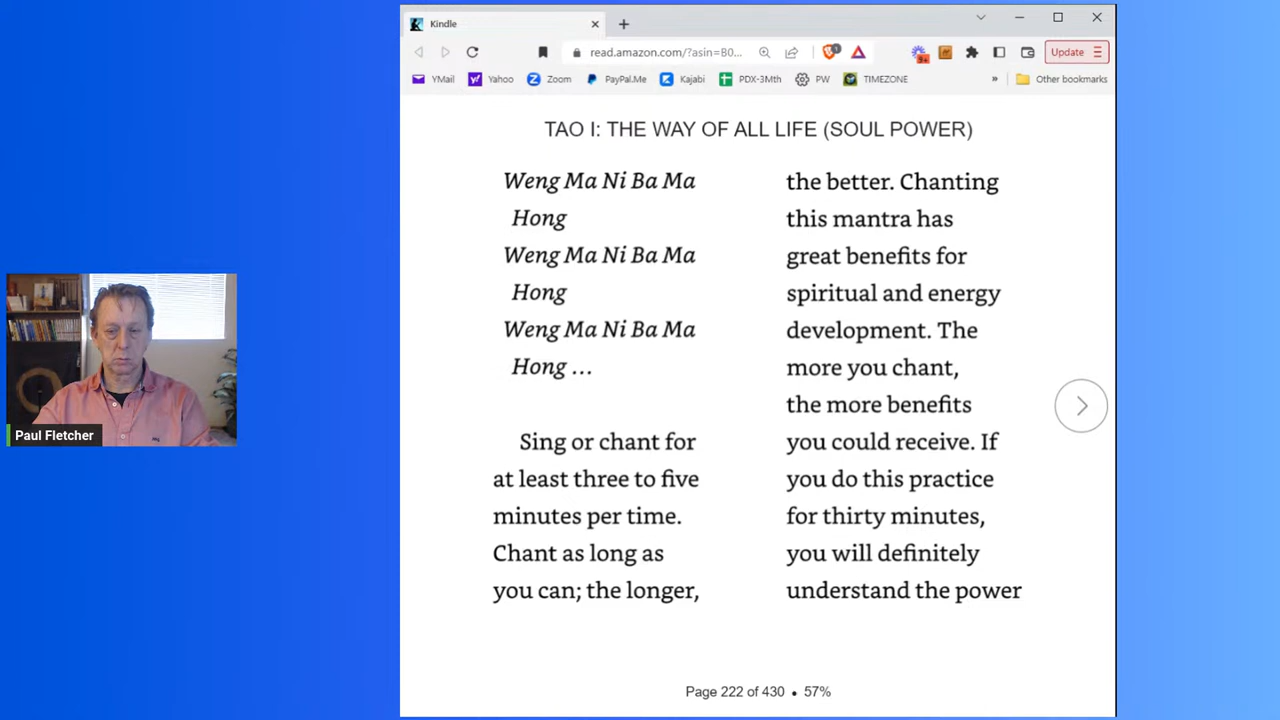 Kindle
read.amazon.com/?asin=B0...
Update
YMail
Yahoo
Zoom
PayPal.Me
Kajabi
PDX-3Mth
PW
TIMEZONE
»
Other bookmarks
TAO I: THE WAY OF ALL LIFE (SOUL POWER)
Weng Ma Ni Ba Ma
Hong
Weng Ma Ni Ba Ma
Hong
Weng Ma Ni Ba Ma
Hong …
Sing or chant for
at least three to five
minutes per time.
Chant as long as
you can; the longer,
the better. Chanting
this mantra has
great benefits for
spiritual and energy
development. The
more you chant,
the more benefits
you could receive. If
you do this practice
for thirty minutes,
you will definitely
understand the power
Page 222 of 430 • 57%
Paul Fletcher